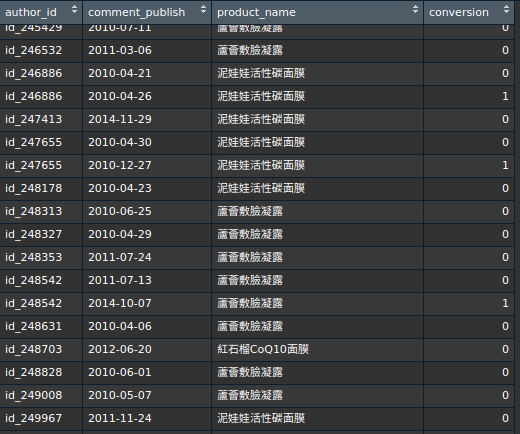 author_id comment_publish product_name conversion
id_245429 2010-07-11 蘆薈敷臉凝露 0
id_246532 2011-03-06 蘆薈敷臉凝露 0
id_246886 2010-04-21 泥娃娃活性碳面膜 0
id_246886 2010-04-26 泥娃娃活性碳面膜 1
id_247413 2014-11-29 泥娃娃活性碳面膜 0
id_247655 2010-04-30 泥娃娃活性碳面膜 0
id_247655 2010-12-27 泥娃娃活性碳面膜 1
id_248178 2010-04-23 泥娃娃活性碳面膜 0
id_248313 2010-06-25 蘆薈敷臉凝露 0
id_248327 2010-04-29 蘆薈敷臉凝露 0
id_248353 2011-07-24 蘆薈敷臉凝露 0
id_248542 2011-07-13 蘆薈敷臉凝露 0
id_248542 2014-10-07 蘆薈敷臉凝露 1
id_248631 2010-04-06 蘆薈敷臉凝露 0
id_248703 2012-06-20 紅石榴CoQ10面膜 0
id_248828 2010-06-01 蘆薈敷臉凝露 0
id_249008 2010-05-07 蘆薈敷臉凝露 0
id_249967 2011-11-24 泥娃娃活性碳面膜 0